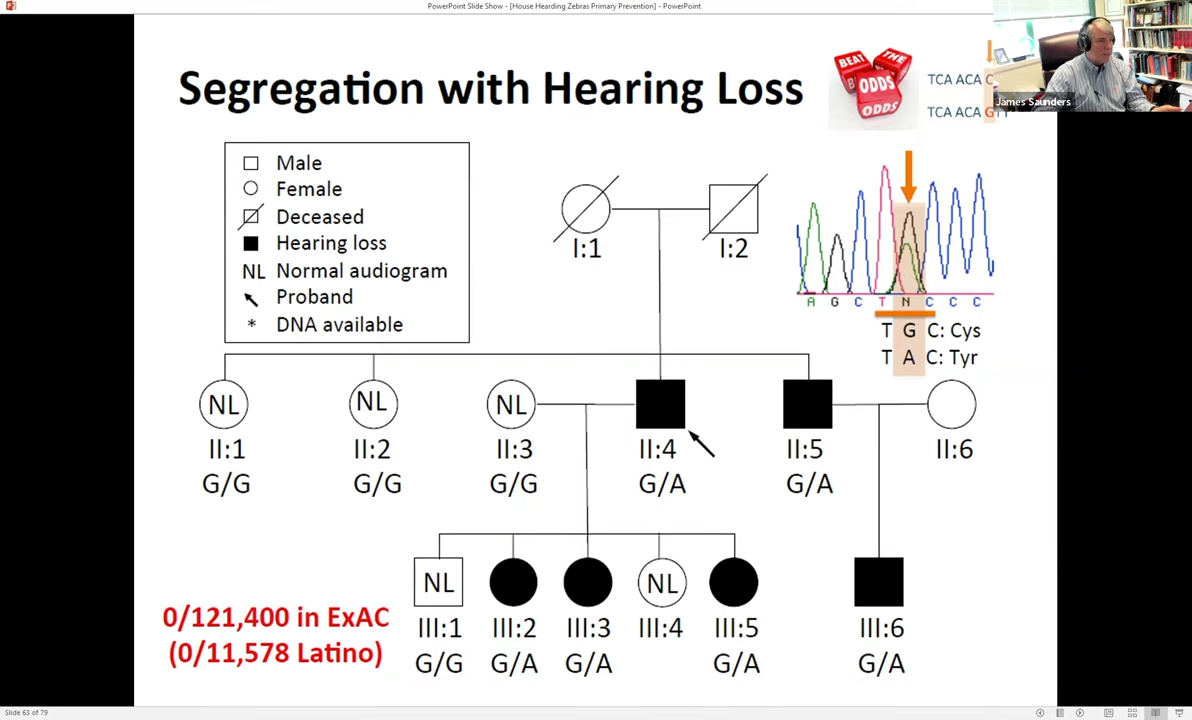 PowerPoint Slide Show - [House Hearding Zebras Primary Prevention] - PowerPoint
Segregation with Hearing Loss
BEAT THE
ODDS
ODDS
TCA ACA C
TCA ACA G
James Saunders
Male
Female
Deceased
Hearing loss
NL Normal audiogram
Proband
* DNA available
I:1 I:2
A G C T N C C C
T G C: Cys
T A C: Tyr
NL NL NL
II:1 II:2 II:3 II:4 II:5 II:6
G/G G/G G/G G/A G/A
NL NL
0/121,400 in ExAC
(0/11,578 Latino)
III:1 III:2 III:3 III:4 III:5 III:6
G/G G/A G/A G/A G/A
Slide 63 of 79